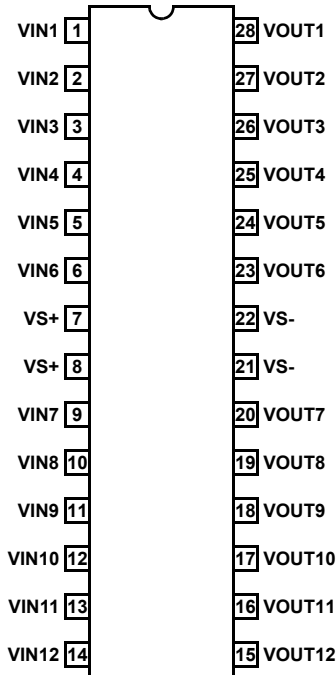 VIN1 1 28 VOUT1
VIN2 2 27 VOUT2
VIN3 3 26 VOUT3
VIN4 4 25 VOUT4
VIN5 5 24 VOUT5
VIN6 6 23 VOUT6
VS+ 7 22 VS-
VS+ 8 21 VS-
VIN7 9 20 VOUT7
VIN8 10 19 VOUT8
VIN9 11 18 VOUT9
VIN10 12 17 VOUT10
VIN11 13 16 VOUT11
VIN12 14 15 VOUT12